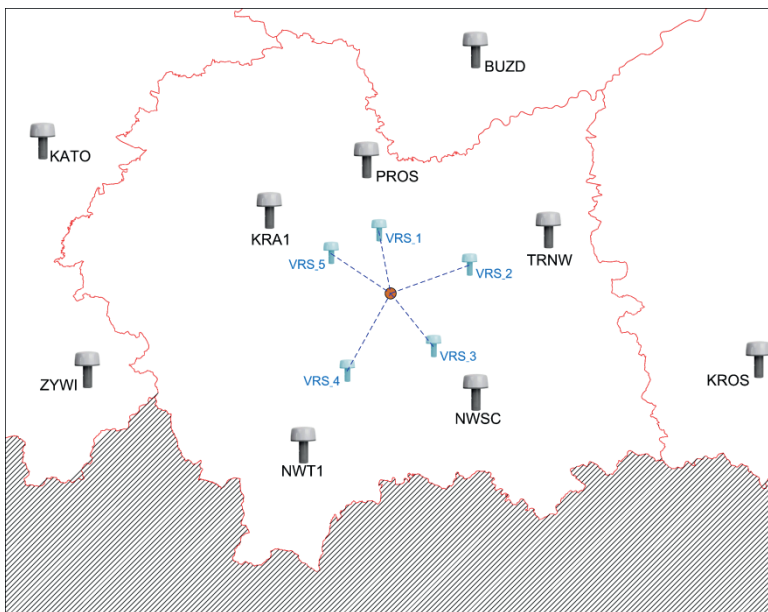 BUZD
KATO
PROS
KRA1
VRS_1
TRNW
VRS_5
VRS_2
VRS_3
ZYWI
VRS_4
KROS
NWSC
NWT1